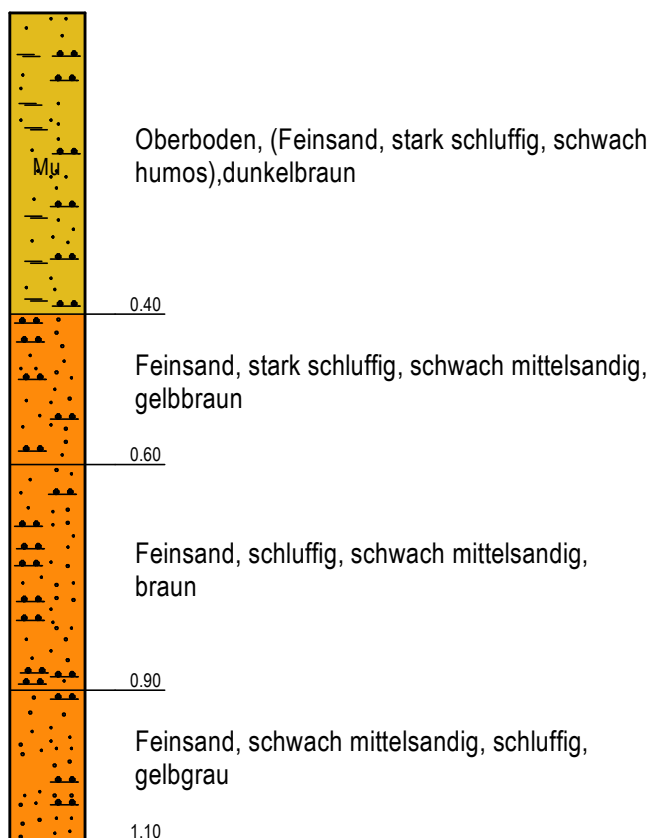 Oberboden, (Feinsand, stark schluffig, schwach
Mu
humos),dunkelbraun
0.40
Feinsand, stark schluffig, schwach mittelsandig,
gelbbraun
0.60
Feinsand, schluffig, schwach mittelsandig,
braun
0.90
Feinsand, schwach mittelsandig, schluffig,
gelbgrau
1.10